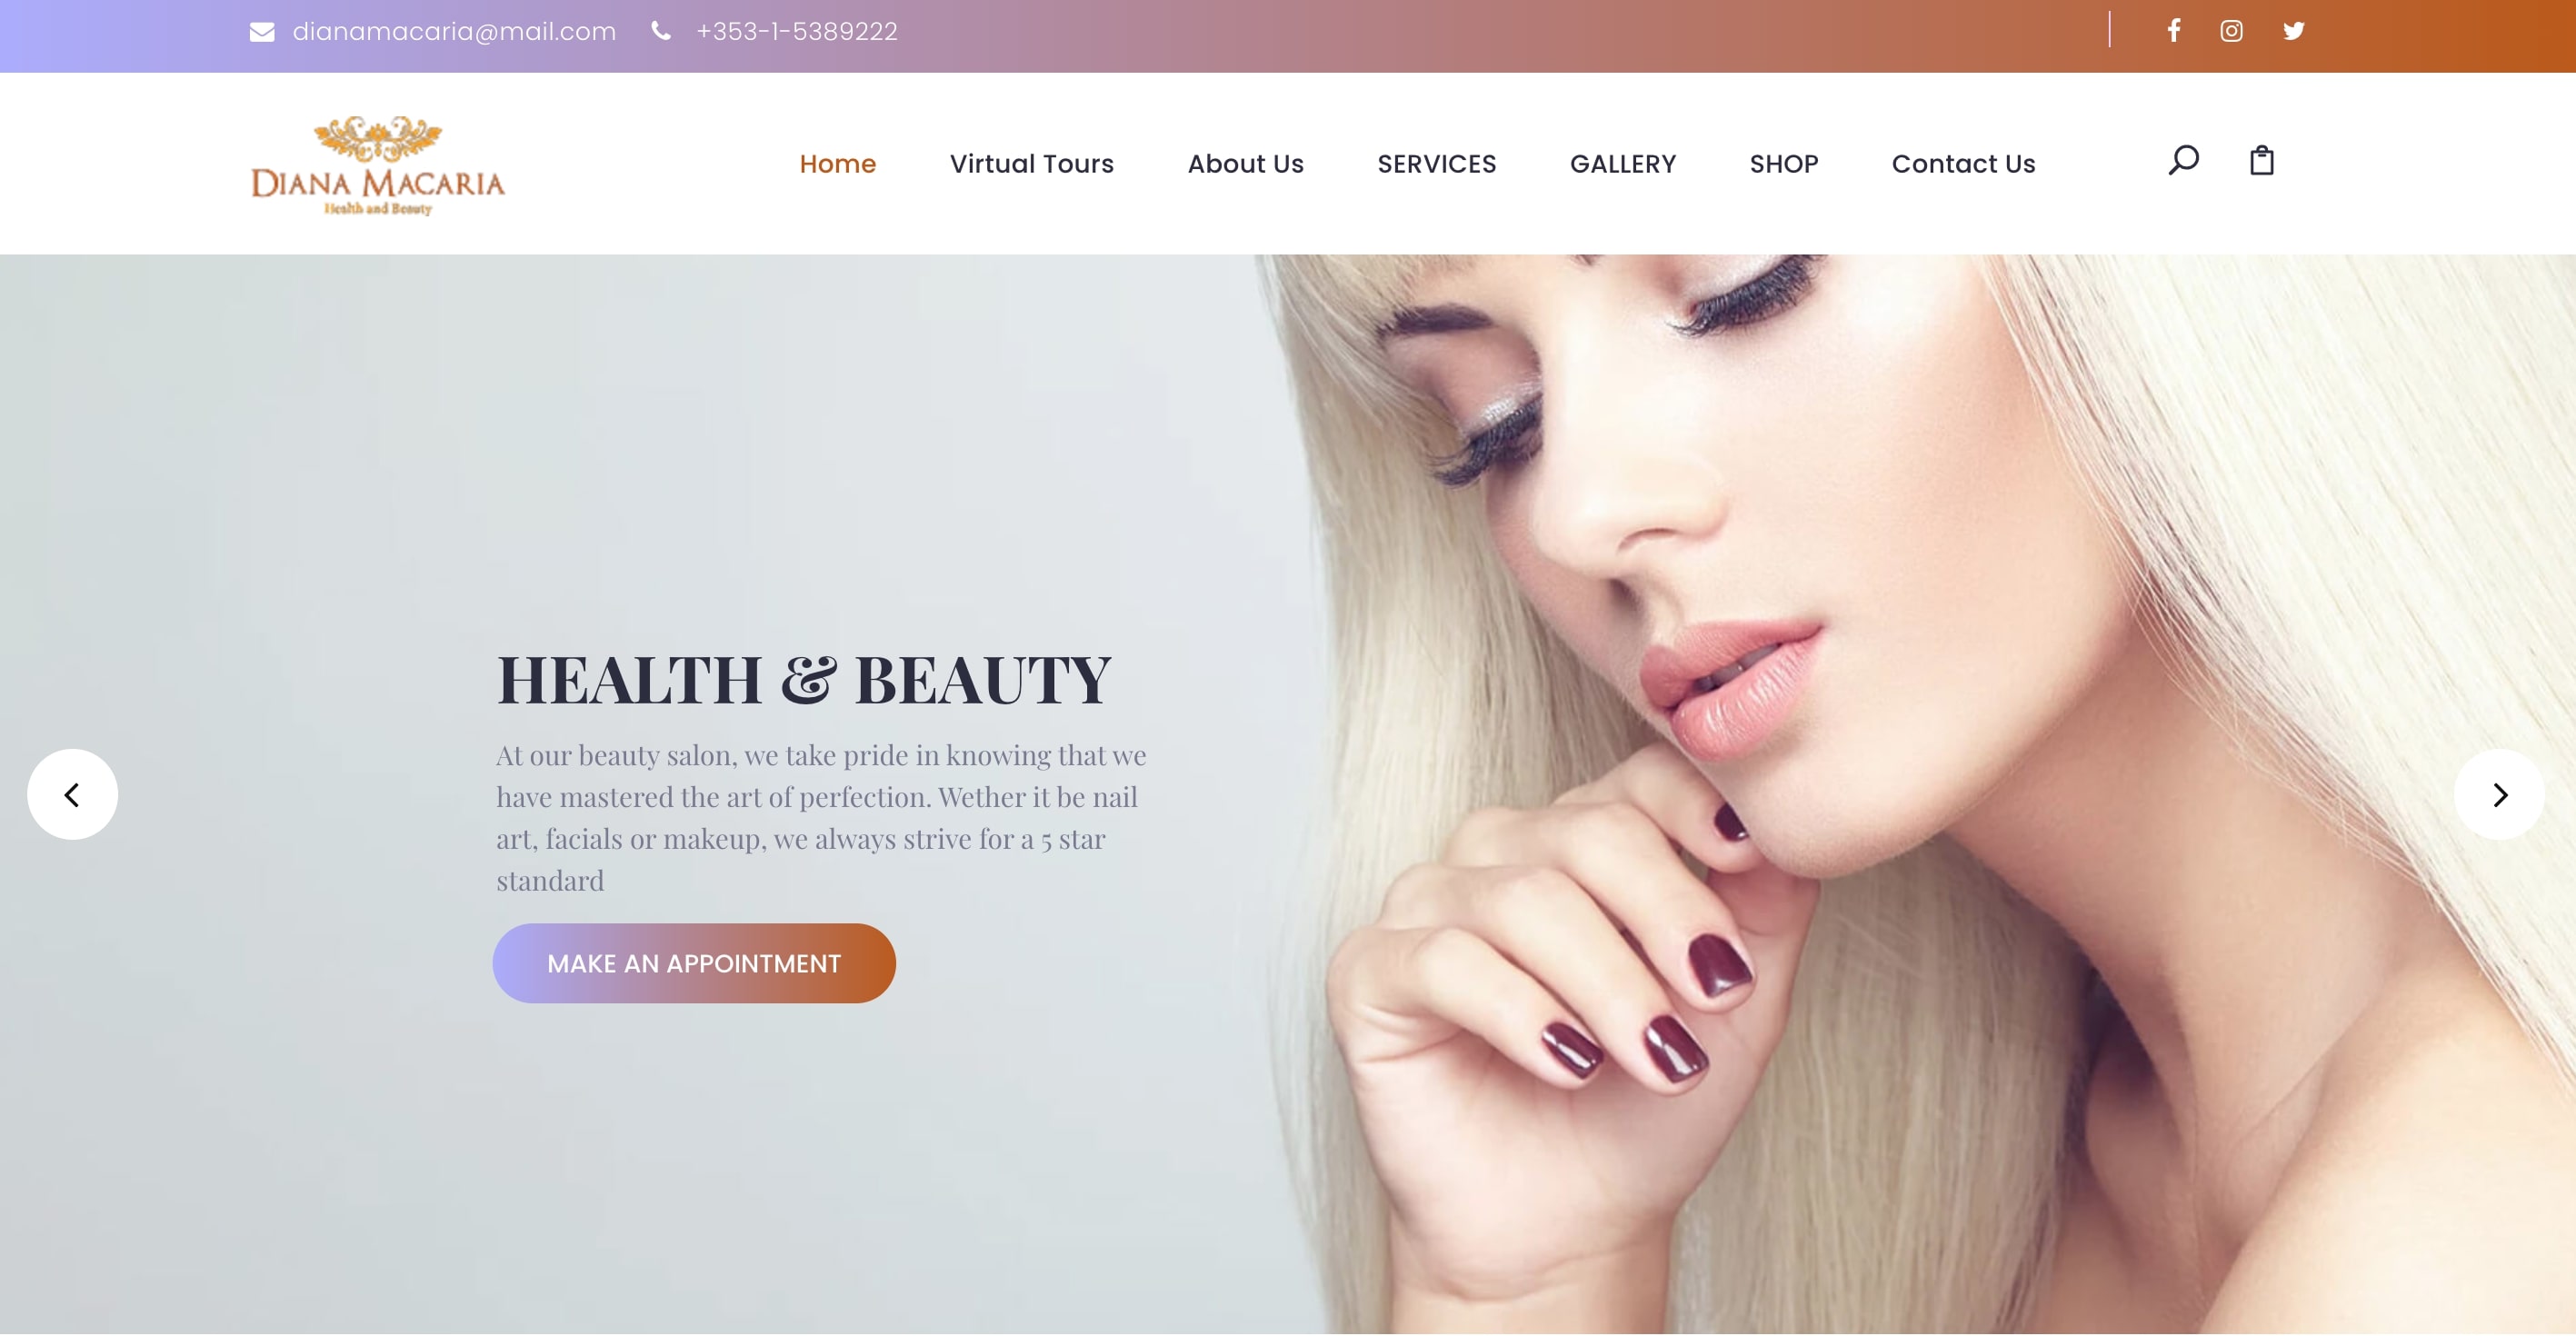 dianamacaria@mail.com +353-1-5389222
DIANA MACARIA
Health and Beauty
Home Virtual Tours About Us SERVICES GALLERY SHOP Contact Us
HEALTH & BEAUTY
At our beauty salon, we take pride in knowing that we
have mastered the art of perfection. Wether it be nail
art, facials or makeup, we always strive for a 5 star
standard
MAKE AN APPOINTMENT